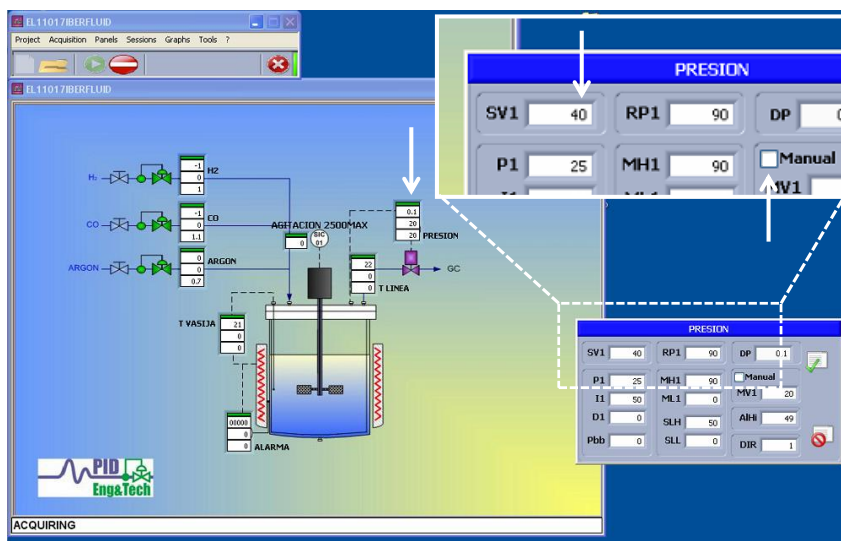 EL11017IBERFLUID
Project Acquisition Panels Sessions Graphs Tools ?
EL11017IBERFLUID
PRESION
SV1 40 RP1 90 DP
P1 25 MH1 90 Manual
MV1
H2 -1 H2
0
1
CO -1 CO
0
1.1
ARGON 0 ARGON
0
0.7
AGITACION 2500MAX
0
SIC
01
0.1
20
20 PRESION
22
0
0
T LINEA
GC
T VASIJA 21
0
0
00000
0
0 ALARMA
PID
Eng&Tech
ACQUIRING
PRESION
SV1 40 RP1 90 DP 0.1
P1 25 MH1 90 Manual
I1 50 ML1 0 MV1 20
D1 0 SLH 50 AlHi 49
Pbb 0 SLL 0 DIR 1